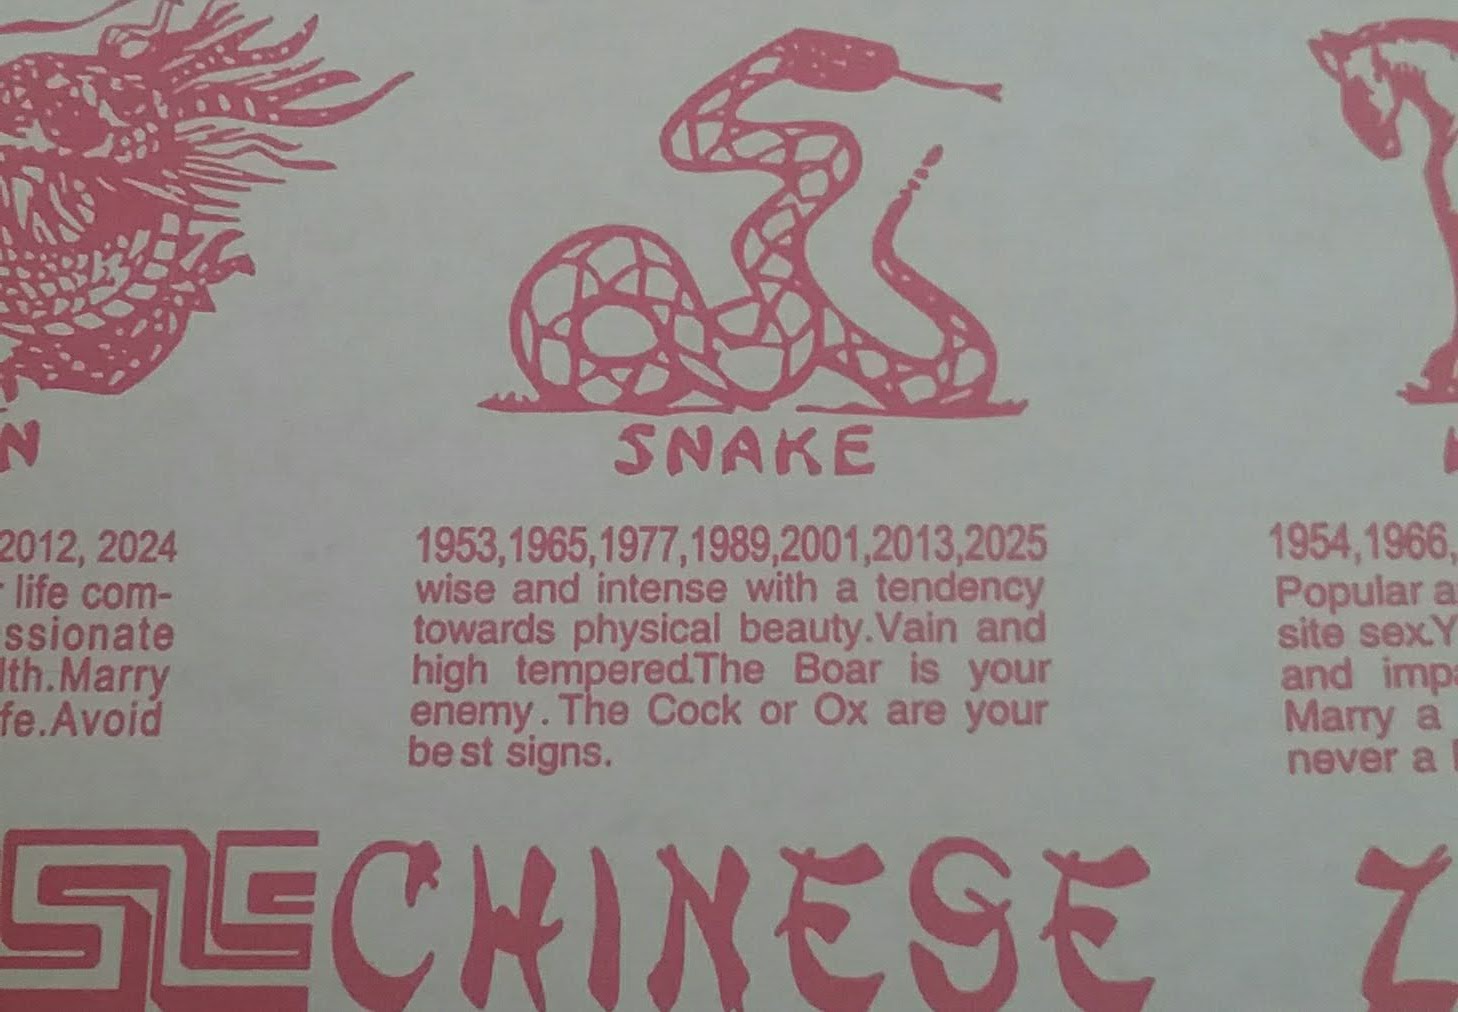 SNAKE
2012, 2024
life com-
ssionate
lth.Marry
fe.Avoid
1953,1965,1977,1989,2001,2013,2025
wise and intense with a tendency
towards physical beauty.Vain and
high tempered.The Boar is your
enemy. The Cock or Ox are your
best signs.
1954,1966,
Popular a
site sex.Y
and imp
Marry a
never a
CHINESE Z